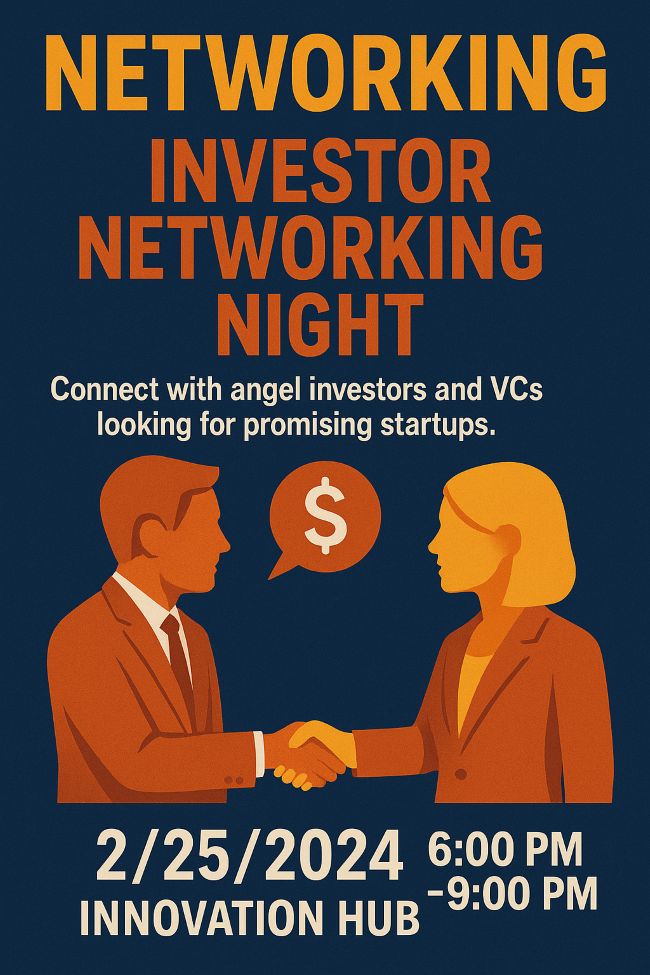 NETWORKING
INVESTOR
NETWORKING
NIGHT
Connect with angel investors and VCs
looking for promising startups.
$
2/25/2024
INNOVATION HUB
6:00 PM
–9:00 PM